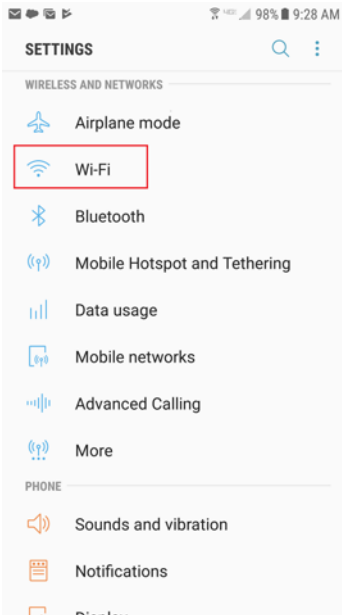 98% 9:28 AM
SETTINGS
WIRELESS AND NETWORKS
Airplane mode
Wi-Fi
Bluetooth
Mobile Hotspot and Tethering
Data usage
Mobile networks
Advanced Calling
More
PHONE
Sounds and vibration
Notifications